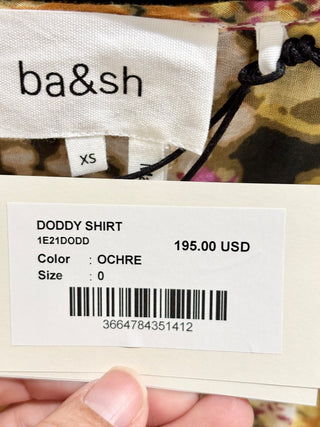 ba&sh
XS
DODDY SHIRT
1E21DODD
195.00 USD
Color : OCHRE
Size : 0
3664784351412